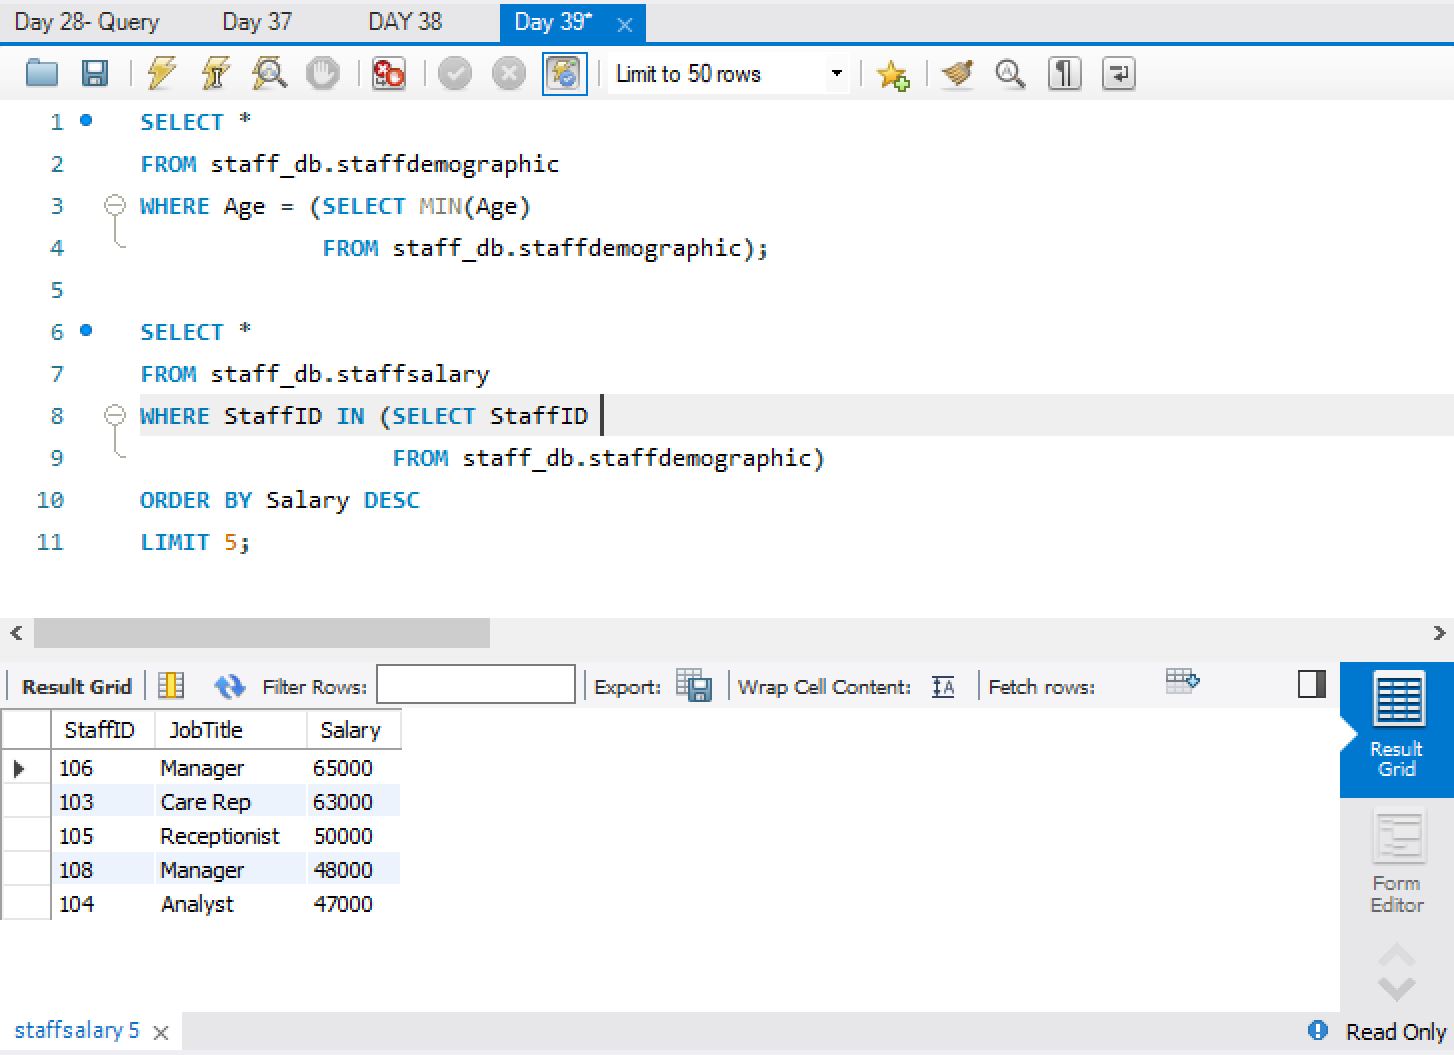 Day 28- Query Day 37 DAY 38 Day 39*
Limit to 50 rows
1 SELECT *
2 FROM staff_db.staffdemographic
3 WHERE Age = (SELECT MIN(Age)
4 FROM staff_db.staffdemographic);
5
6 SELECT *
7 FROM staff_db.staffsalary
8 WHERE StaffID IN (SELECT StaffID
9 FROM staff_db.staffdemographic)
10 ORDER BY Salary DESC
11 LIMIT 5;
Result Grid Filter Rows: Export: Wrap Cell Content: Fetch rows:
StaffID JobTitle Salary
106 Manager 65000
103 Care Rep 63000
105 Receptionist 50000
108 Manager 48000
104 Analyst 47000
Result
Grid
Form
Editor
staffsalary 5 Read Only